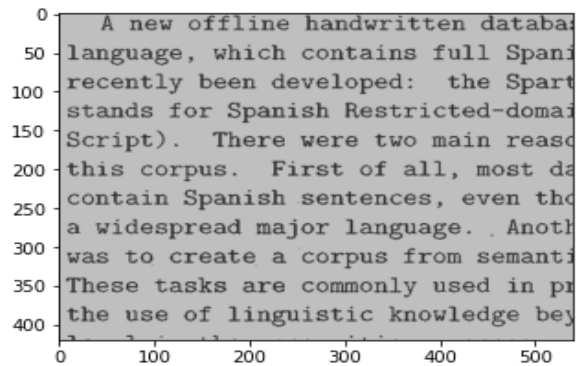 0
50
100
150
200
250
300
350
400
A new offline handwritten databa
language, which contains full Spani
recently been developed: the Spart
stands for Spanish Restricted-domai
Script). There were two main reaso
this corpus. First of all, most da
contain Spanish sentences, even tho
a widespread major language. Anoth
was to create a corpus from semanti
These tasks are commonly used in pr
the use of linguistic knowledge bey
0 100 200 300 400 500